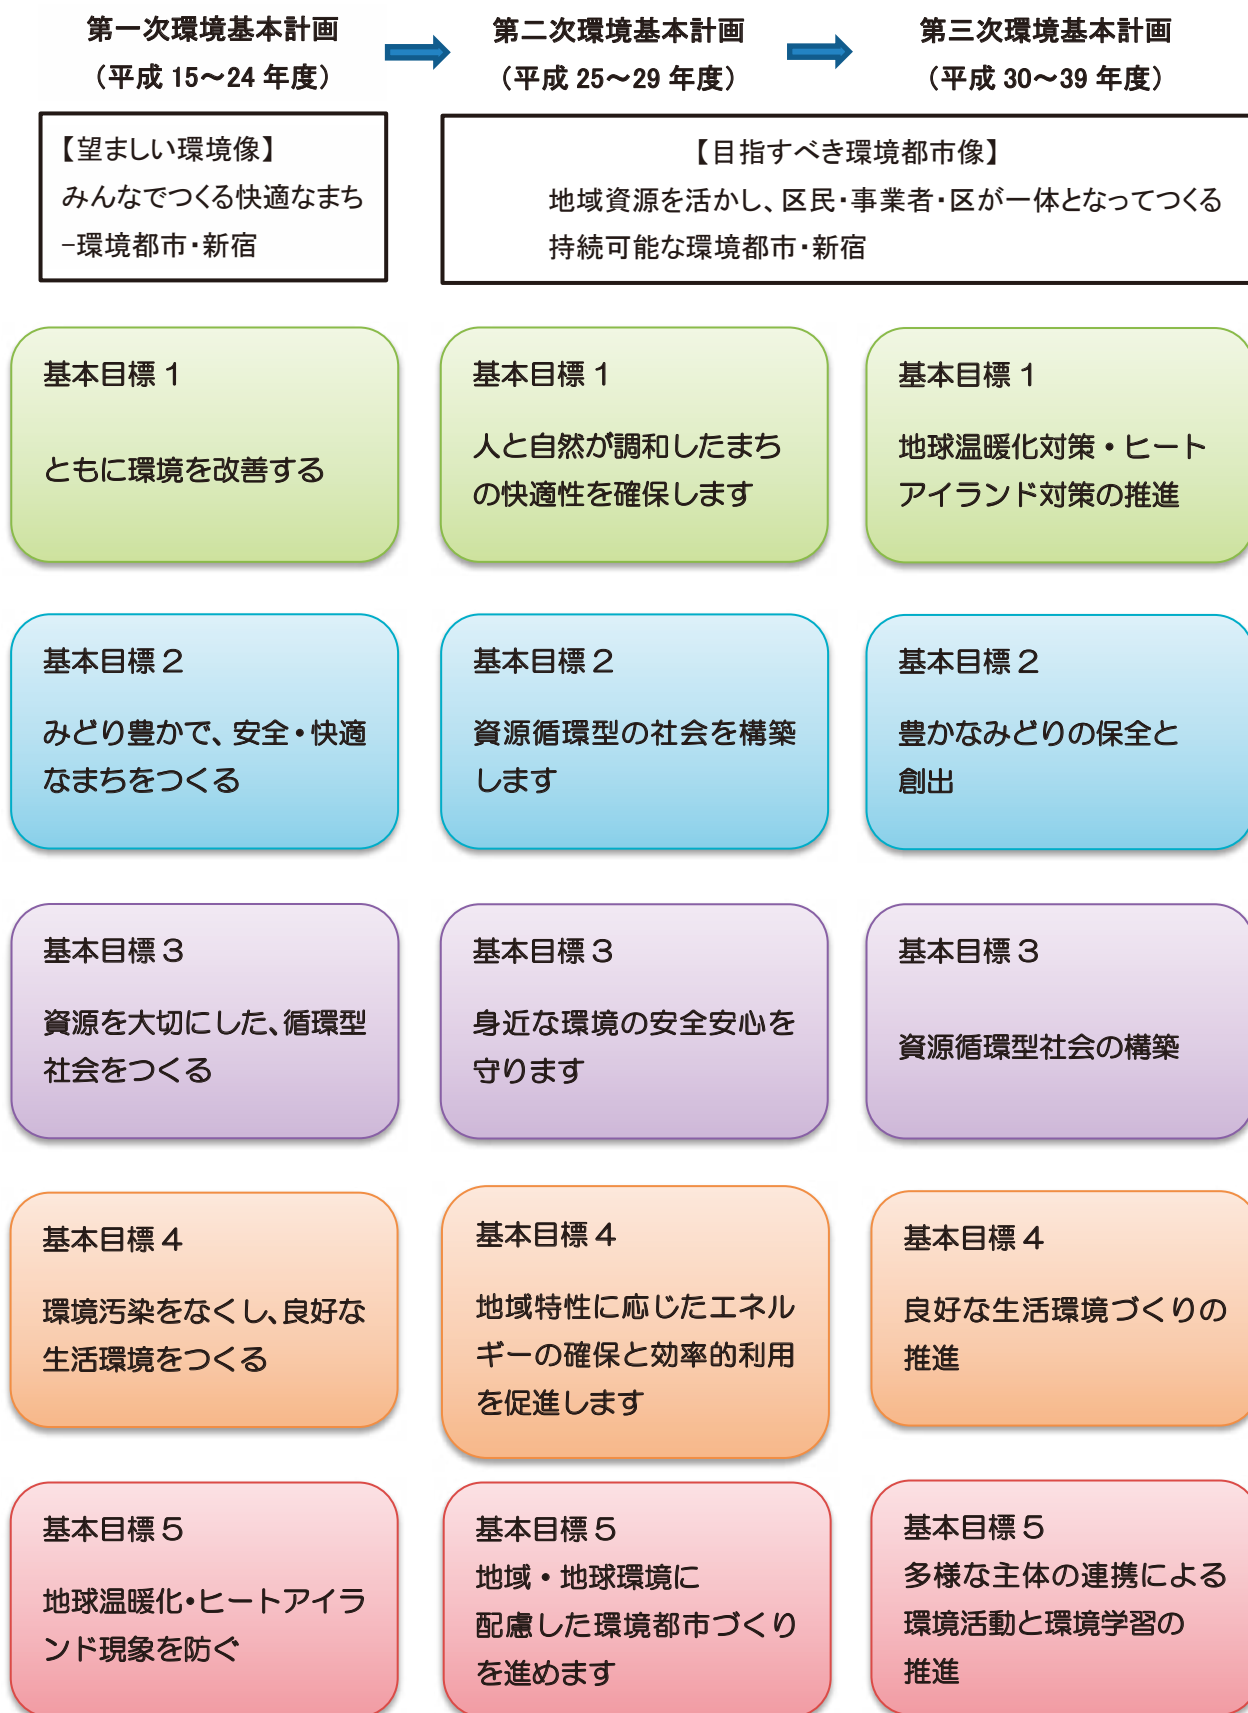 第一次環境基本計画
(平成 15～24 年度)
第二次環境基本計画
(平成 25～29 年度)
第三次環境基本計画
(平成 30～39 年度)
【望ましい環境像】
みんなでつくる快適なまち
−環境都市・新宿
【目指すべき環境都市像】
地域資源を活かし、区民・事業者・区が一体となってつくる
持続可能な環境都市・新宿
基本目標 1
ともに環境を改善する
基本目標 1
人と自然が調和したまち
の快適性を確保します
基本目標 1
地球温暖化対策・ヒート
アイランド対策の推進
基本目標 2
みどり豊かで、安全・快適
なまちをつくる
基本目標 2
資源循環型の社会を構築
します
基本目標 2
豊かなみどりの保全と
創出
基本目標 3
資源を大切にした、循環型
社会をつくる
基本目標 3
身近な環境の安全安心を
守ります
基本目標 3
資源循環型社会の構築
基本目標 4
環境汚染をなくし、良好な
生活環境をつくる
基本目標 4
地域特性に応じたエネル
ギーの確保と効率的利用
を促進します
基本目標 4
良好な生活環境づくりの
推進
基本目標 5
地球温暖化・ヒートアイラ
ンド現象を防ぐ
基本目標 5
地域・地球環境に
配慮した環境都市づくり
を進めます
基本目標 5
多様な主体の連携による
環境活動と環境学習の
推進